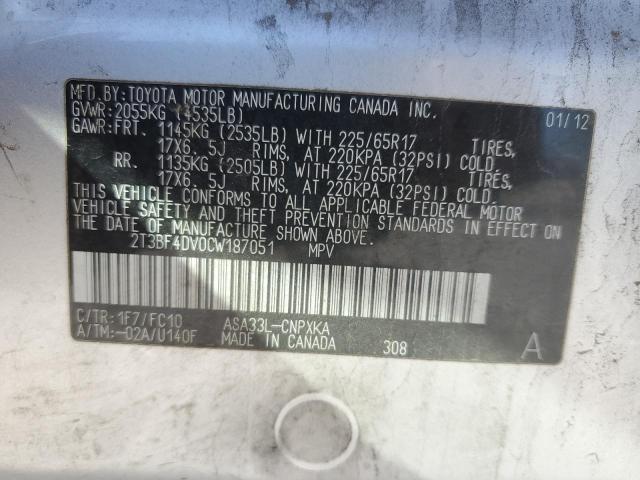 MFD. BY: TOYOTA MOTOR MANUFACTURING CANADA INC.
GVWR: 2055KG (4535LB) 01/12
GAWR: FRT. 1145KG (2535LB) WITH 225/65R17 TIRES,
17X6.5J RIMS, AT 220KPA (32PSI) COLD.
RR. 1135KG (2505LB) WITH 225/65R17 TIRES,
17X6.5J RIMS, AT 220KPA (32PSI) COLD.
THIS VEHICLE CONFORMS TO ALL APPLICABLE FEDERAL MOTOR
VEHICLE SAFETY AND THEFT PREVENTION STANDARDS IN EFFECT ON
THE DATE OF MANUFACTURE SHOWN ABOVE.
2T3BF4DV0CW187051 MPV
C/TR: 1F7/FC10 ASA33L-CNPXKA
A/TM: -02A/U140F MADE IN CANADA 308 A